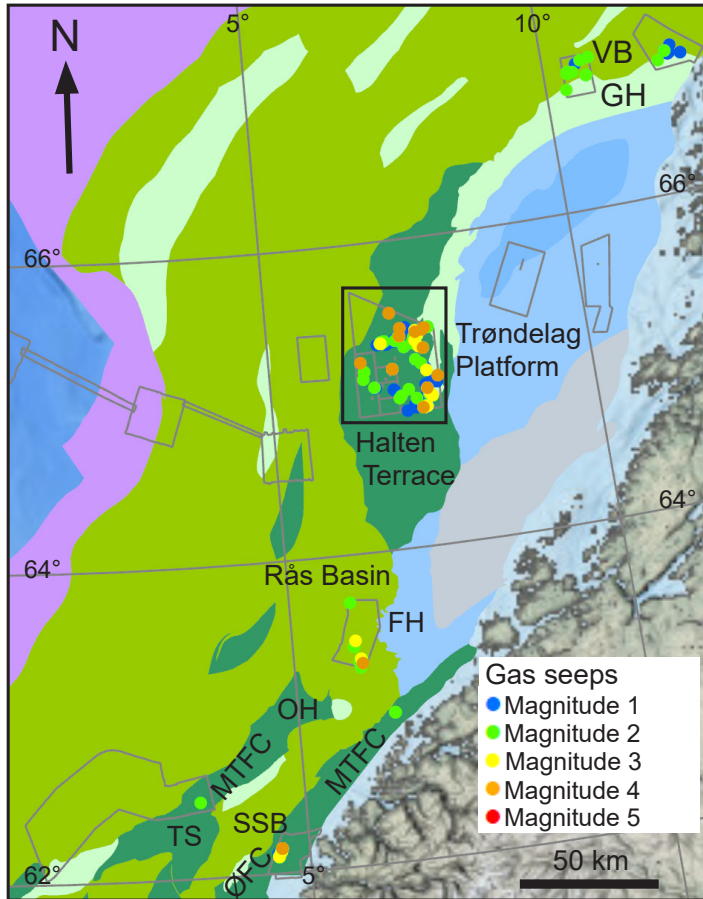 5°
10°
N
VB
GH
66°
66°
Trøndelag
Platform
Halten
Terrace
64°
64°
Rås Basin
FH
OH
MTFC
MTFC
TS
SSB
ØFC
62°
5°
Gas seeps
Magnitude 1
Magnitude 2
Magnitude 3
Magnitude 4
Magnitude 5
50 km